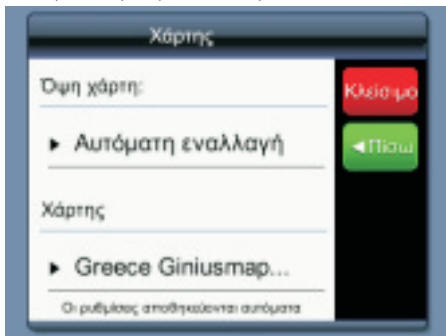 Χάρτης
Όψη χάρτη:
Κλείσιμο
▸ Αυτόματη εναλλαγή
◄Πίσω
Χάρτης
▸ Greece Giniusmap...
Οι ρυθμίσεις αποθηκεύονται αυτόματα